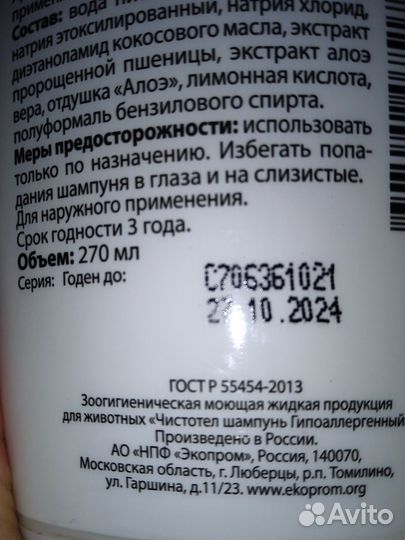 Состав: вода
натрия этоксилированный, натрия хлорид,
диэтаноламид кокосового масла, экстракт
пророщенной пшеницы, экстракт алоэ
вера, отдушка «Алоэ», лимонная кислота,
полуформаль бензилового спирта.
Меры предосторожности: использовать
только по назначению. Избегать попа-
дания шампуня в глаза и на слизистые.
Для наружного применения.
Срок годности 3 года.
Объем: 270 мл
Серия: Годен до: С706361021
27.10.2024
ГОСТ Р 55454-2013
Зоогигиеническая моющая жидкая продукция
для животных «Чистотел шампунь Гипоаллергенный
Произведено в России.
АО «НПФ «Экопром», Россия, 140070,
Московская область, г. Люберцы, р.п. Томилино,
ул. Гаршина, д.11/23. www.ekoprom.org
Avito